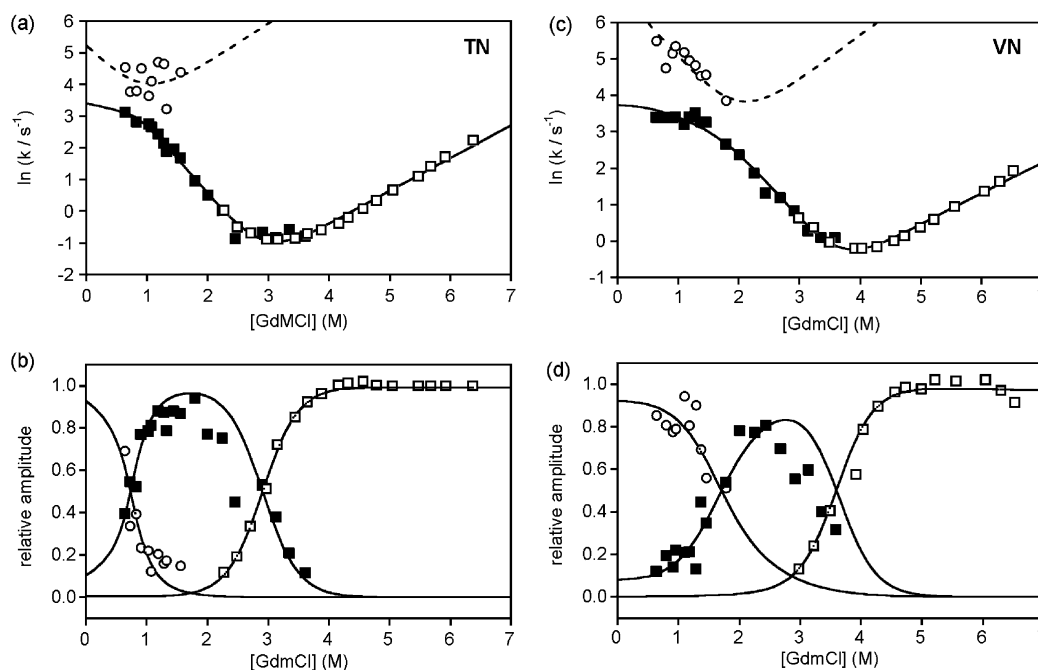 (a)
TN
ln (k / s⁻¹)
6
5
4
3
2
1
0
-1
-2
0 1 2 3 4 5 6 7
[GdMCl] (M)
(c)
VN
ln (k / s⁻¹)
6
5
4
3
2
1
0
-1
0 1 2 3 4 5 6 7
[GdmCl] (M)
(b)
relative amplitude
1.0
0.8
0.6
0.4
0.2
0.0
0 1 2 3 4 5 6 7
[GdmCl] (M)
(d)
relative amplitude
1.0
0.8
0.6
0.4
0.2
0.0
0 1 2 3 4 5 6 7
[GdmCl] (M)